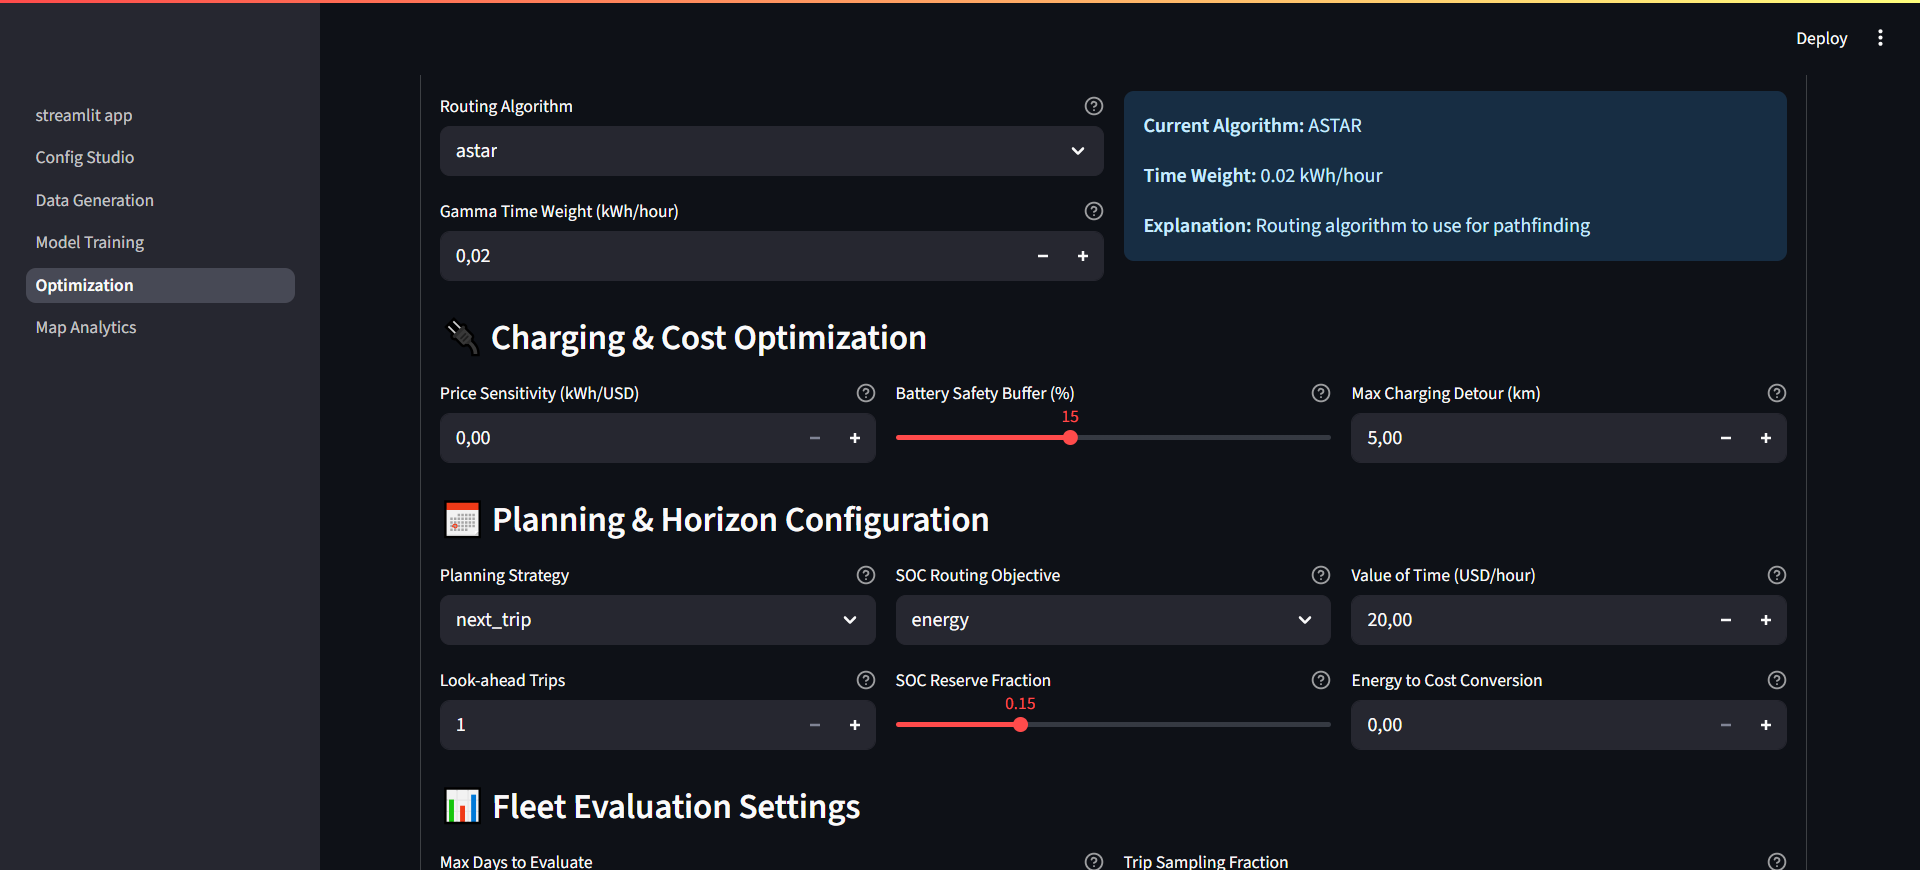 Deploy
streamlit app
Config Studio
Data Generation
Model Training
Optimization
Map Analytics
Routing Algorithm
astar
Gamma Time Weight (kWh/hour)
0,02
Current Algorithm: ASTAR
Time Weight: 0.02 kWh/hour
Explanation: Routing algorithm to use for pathfinding
Charging & Cost Optimization
Price Sensitivity (kWh/USD)
0,00
Battery Safety Buffer (%)
15
Max Charging Detour (km)
5,00
Planning & Horizon Configuration
Planning Strategy
next_trip
SOC Routing Objective
energy
Value of Time (USD/hour)
20,00
Look-ahead Trips
1
SOC Reserve Fraction
0.15
Energy to Cost Conversion
0,00
Fleet Evaluation Settings
Max Days to Evaluate
Trip Sampling Fraction